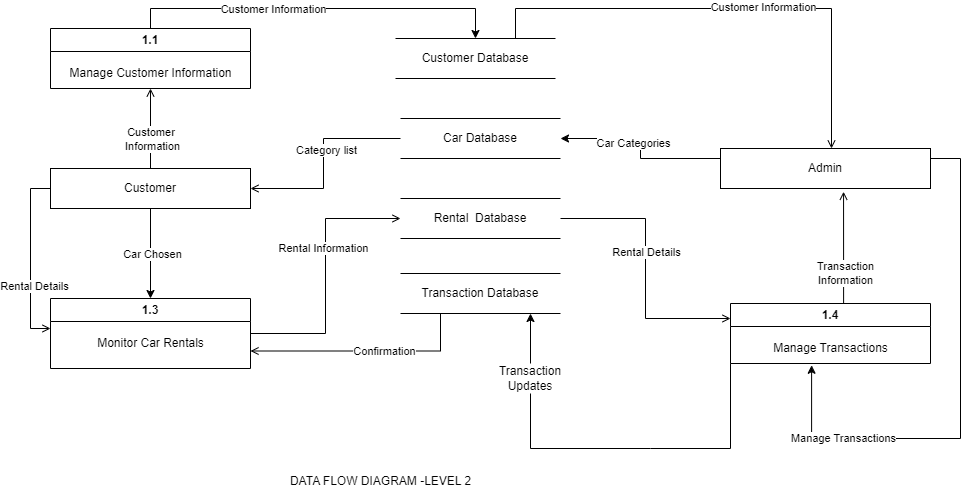 Customer Information
Customer Information
1.1
Manage Customer Information
Customer Database
Customer
Information
Car Database
Category list
Car Categories
Admin
Customer
Rental  Database
Car Chosen
Rental Information
Rental Details
Transaction
Information
Rental Details
Transaction Database
1.3
Monitor Car Rentals
1.4
Manage Transactions
Confirmation
Transaction
Updates
Manage Transactions
DATA FLOW DIAGRAM -LEVEL 2